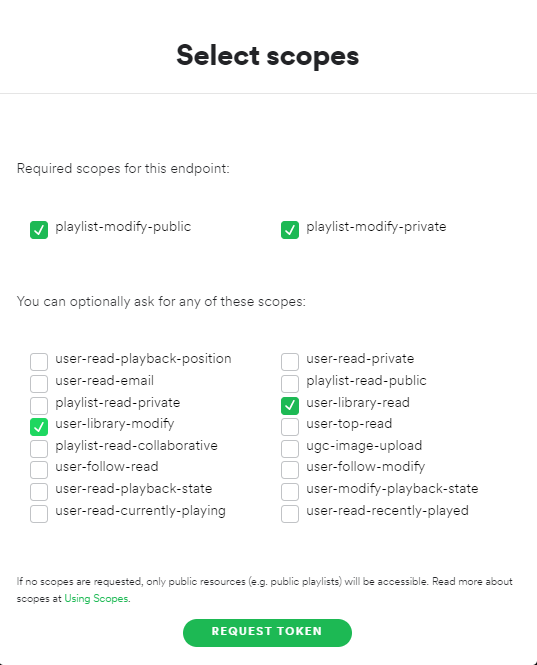 Select scopes
Required scopes for this endpoint:
playlist-modify-public
playlist-modify-private
You can optionally ask for any of these scopes:
user-read-playback-position
user-read-private
user-read-email
playlist-read-public
playlist-read-private
user-library-read
user-library-modify
user-top-read
playlist-read-collaborative
ugc-image-upload
user-follow-read
user-follow-modify
user-read-playback-state
user-modify-playback-state
user-read-currently-playing
user-read-recently-played
If no scopes are requested, only public resources (e.g. public playlists) will be accessible. Read more about
scopes at Using Scopes.
REQUEST TOKEN